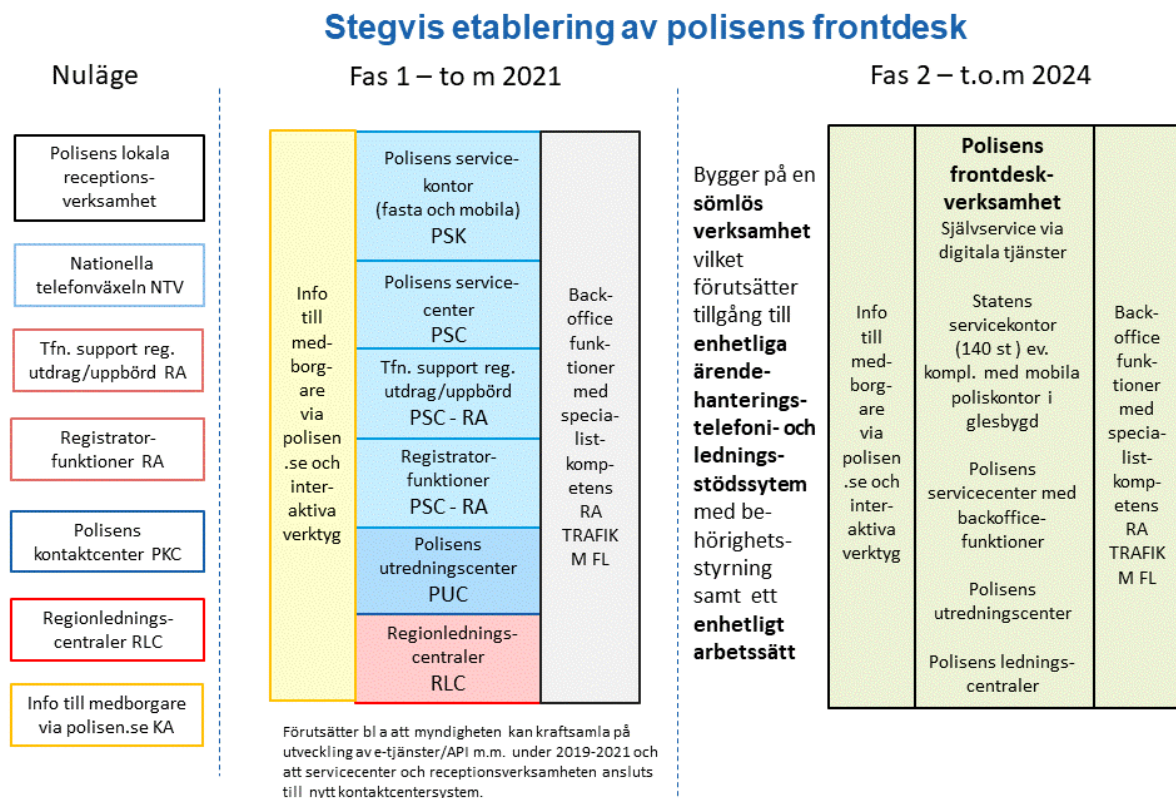 Stegvis etablering av polisens frontdesk
Nuläge
Polisens lokala
receptions-
verksamhet
Nationella
telefonväxeln NTV
Tfn. support reg.
utdrag/uppbörd RA
Registrator-
funktioner RA
Polisens
kontaktcenter PKC
Regionlednings-
centraler RLC
Info till medborgare
via polisen.se KA
Fas 1 – to m 2021
Info
till
med-
borg-
are
via
polisen
.se och
inter-
aktiva
verktyg
Polisens service-
kontor
(fasta och mobila)
PSK
Polisens service-
center
PSC
Tfn. support reg.
utdrag/uppbörd
PSC - RA
Registrator-
funktioner
PSC - RA
Polisens
utredningscenter
PUC
Regionlednings-
centraler
RLC
Back-
office
funk-
tioner
med
specia-
list-
komp-
etens
RA
TRAFIK
M FL
Förutsätter bl a att myndigheten kan kraftsamla på
utveckling av e-tjänster/API m.m. under 2019-2021 och
att servicecenter och receptionsverksamheten ansluts
till nytt kontaktcentersystem.
Bygger på en
sömlös
verksamhet
vilket
förutsätter
tillgång till
enhetliga
ärende-
hanterings-
telefoni- och
lednings-
stödssytem
med be-
hörighets-
styrning
samt ett
enhetligt
arbetssätt
Fas 2 – t.o.m 2024
Info
till
med-
borg-
are
via
polisen
.se och
inter-
aktiva
verktyg
Polisens
frontdesk-
verksamhet
Självservice via
digitala tjänster
Statens
servicekontor
(140 st ) ev.
kompl. med mobila
poliskontor i
glesbygd
Polisens
servicecenter med
backoffice-
funktioner
Polisens
utredningscenter
Polisens lednings-
centraler
Back-
office
funk-
tioner
med
specia-
list-
komp-
etens
RA
TRAFIK
M FL